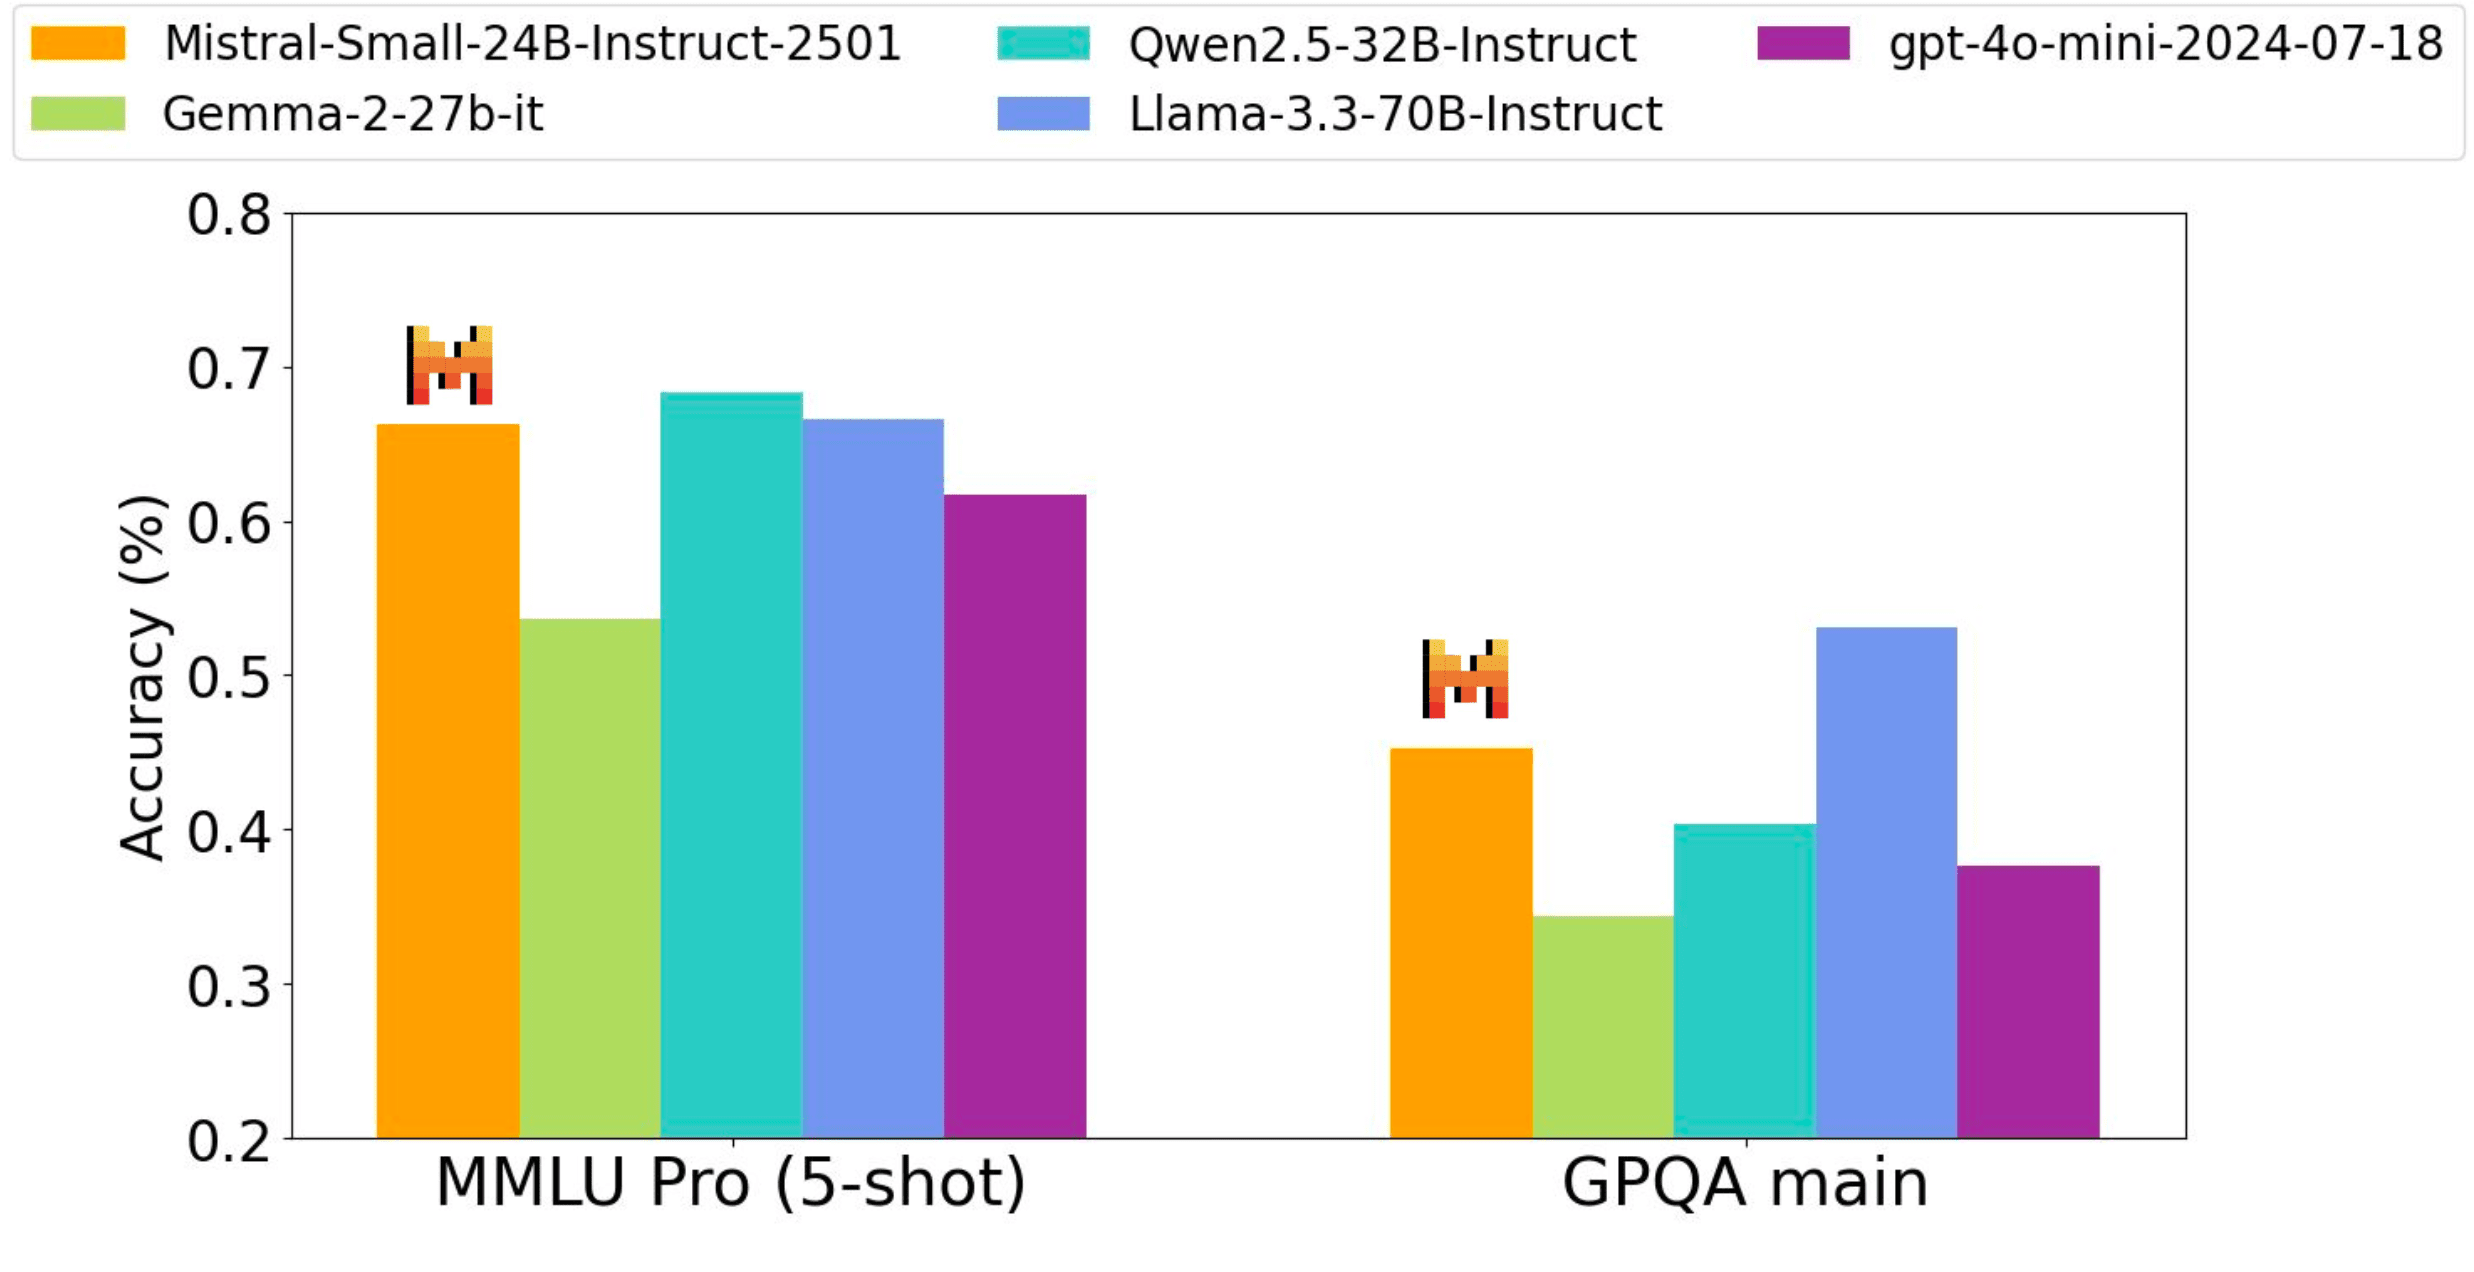 Mistral-Small-24B-Instruct-2501
Gemma-2-27b-it
Qwen2.5-32B-Instruct
Llama-3.3-70B-Instruct
gpt-4o-mini-2024-07-18
Accuracy (%)
0.8
0.7
0.6
0.5
0.4
0.3
0.2
MMLU Pro (5-shot)
GPQA main